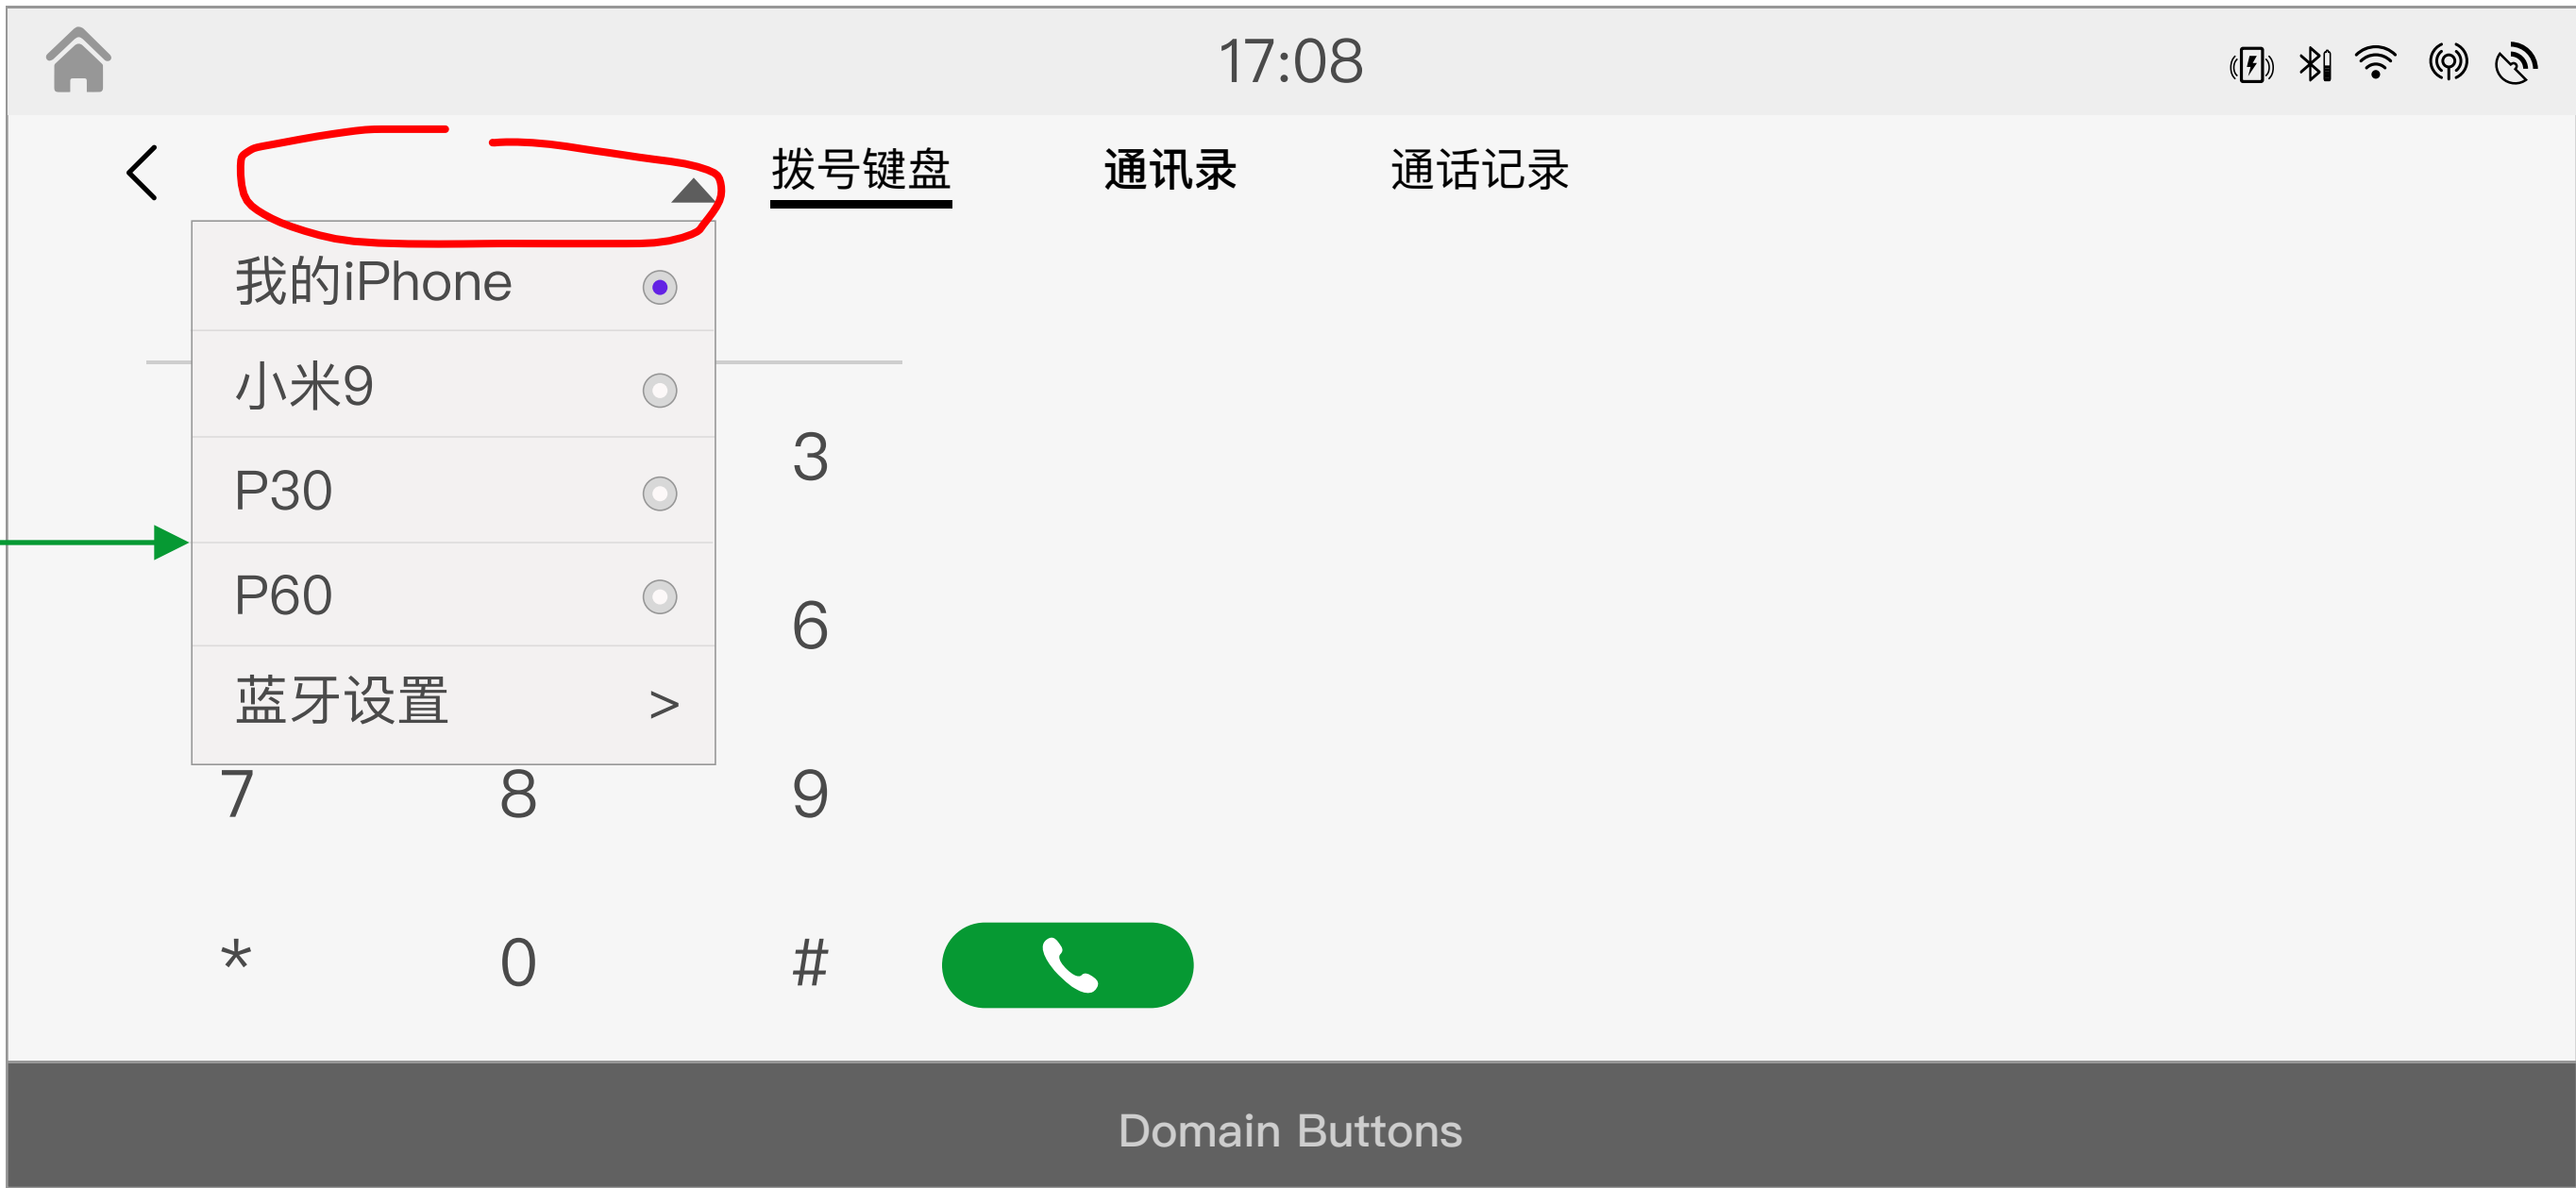 17:08
拨号键盘 通讯录 通话记录
我的iPhone
小米9
P30
P60
蓝牙设置 >
3
6
7 8 9
* 0 #
Domain Buttons